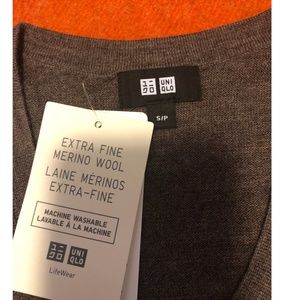 ユニ UNI
クロ QLO
S/P
EXTRA FINE
MERINO WOOL
LAINE MÉRINOS
EXTRA-FINE
MACHINE WASHABLE
LAVABLE À LA MACHINE
ユニ UNI
クロ QLO
LifeWear